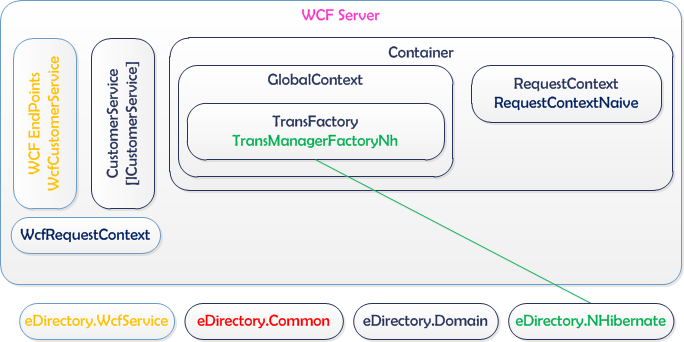 WCF Server
WCF EndPoints
WcfCustomerService
CustomerService
[ICustomerService]
Container
GlobalContext
TransFactory
TransManagerFactoryNh
RequestContext
RequestContextNaive
WcfRequestContext
eDirectory.WcfService
eDirectory.Common
eDirectory.Domain
eDirectory.NHibernate